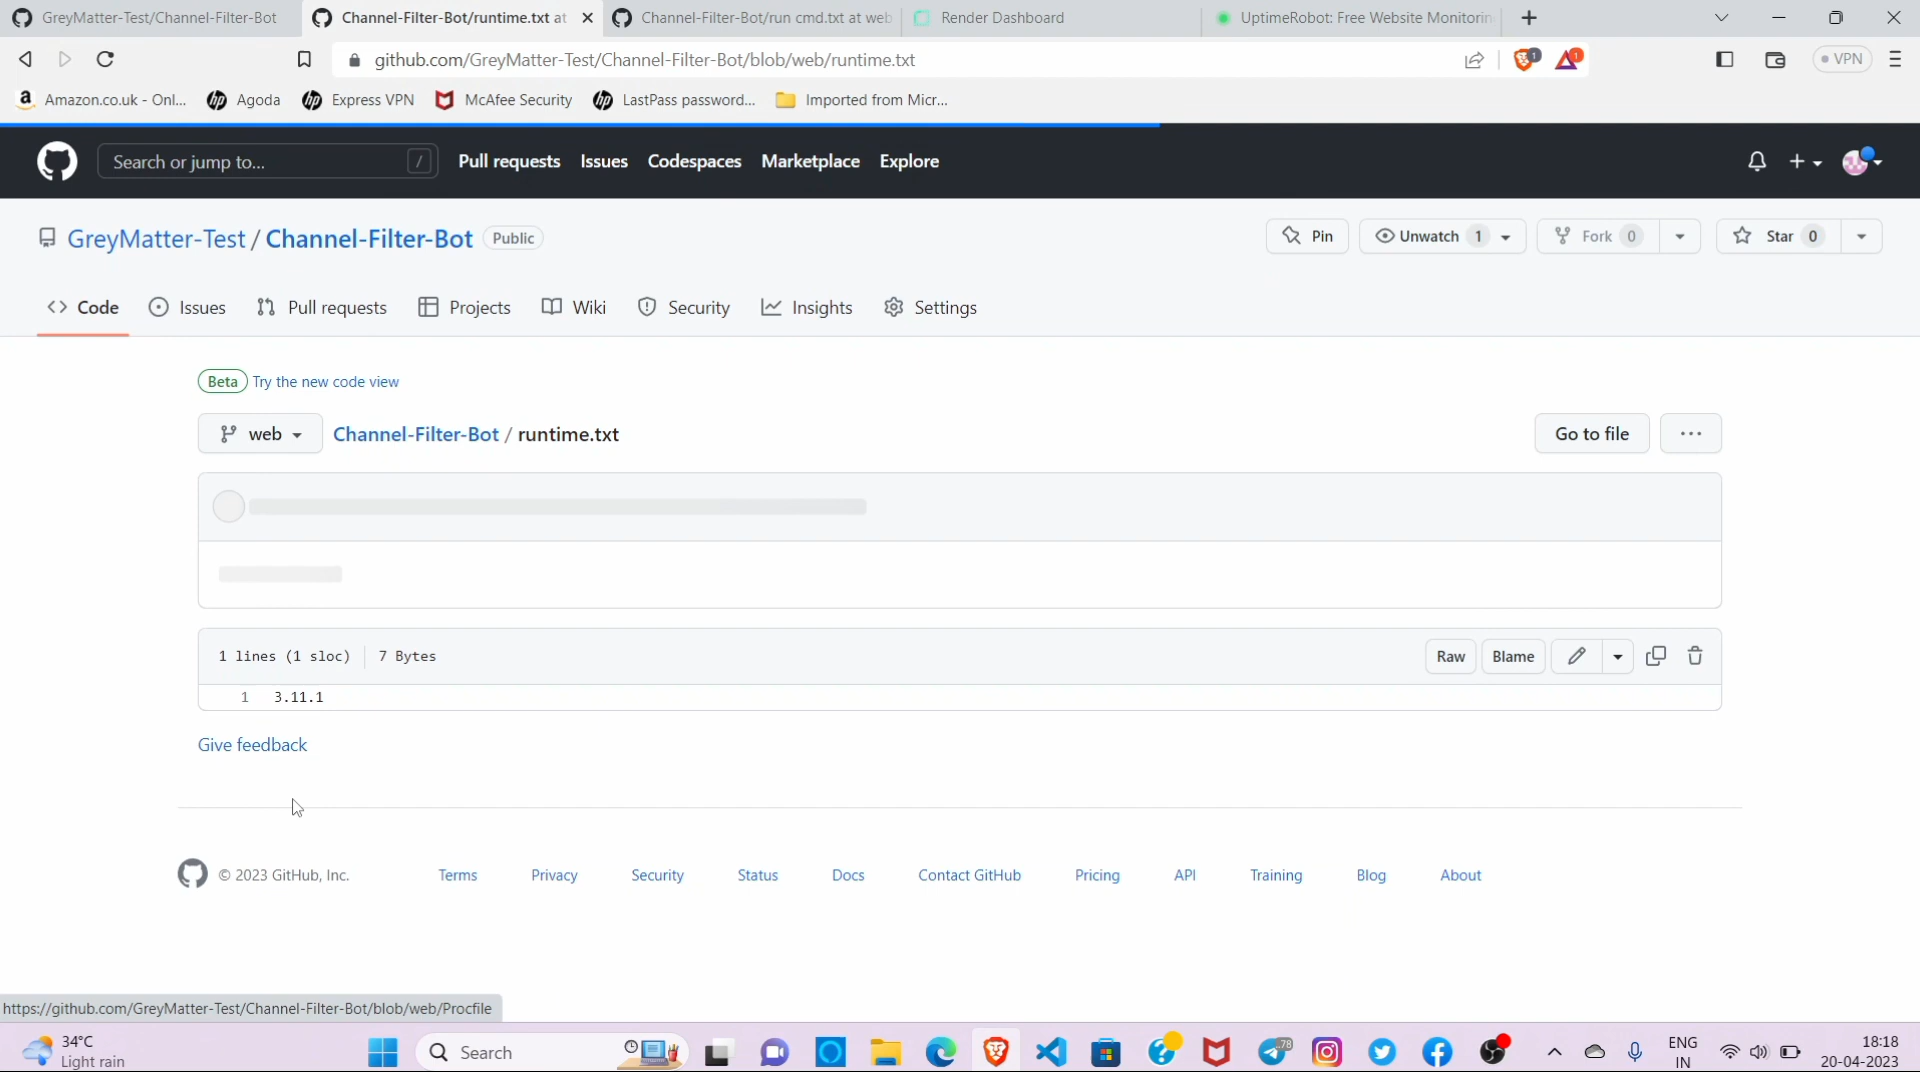 GreyMatter-Test/Channel-Filter-Bot
Channel-Filter-Bot/runtime.txt at
Channel-Filter-Bot/run cmd.txt at web
Render Dashboard
UptimeRobot: Free Website Monitorin
github.com/GreyMatter-Test/Channel-Filter-Bot/blob/web/runtime.txt
1
1
VPN
Amazon.co.uk - Onl...
Agoda
Express VPN
McAfee Security
LastPass password...
Imported from Micr...
Search or jump to...
/
Pull requests
Issues
Codespaces
Marketplace
Explore
GreyMatter-Test / Channel-Filter-Bot
Public
Pin
Unwatch 1
Fork 0
Star 0
Code
Issues
Pull requests
Projects
Wiki
Security
Insights
Settings
Beta Try the new code view
web
Channel-Filter-Bot / runtime.txt
Go to file
...
1 lines (1 sloc)
7 Bytes
Raw
Blame
1 3.11.1
Give feedback
© 2023 GitHub, Inc.
Terms
Privacy
Security
Status
Docs
Contact GitHub
Pricing
API
Training
Blog
About
https://github.com/GreyMatter-Test/Channel-Filter-Bot/blob/web/Procfile
34°C
Light rain
Search
..78
ENG
IN
18:18
20-04-2023